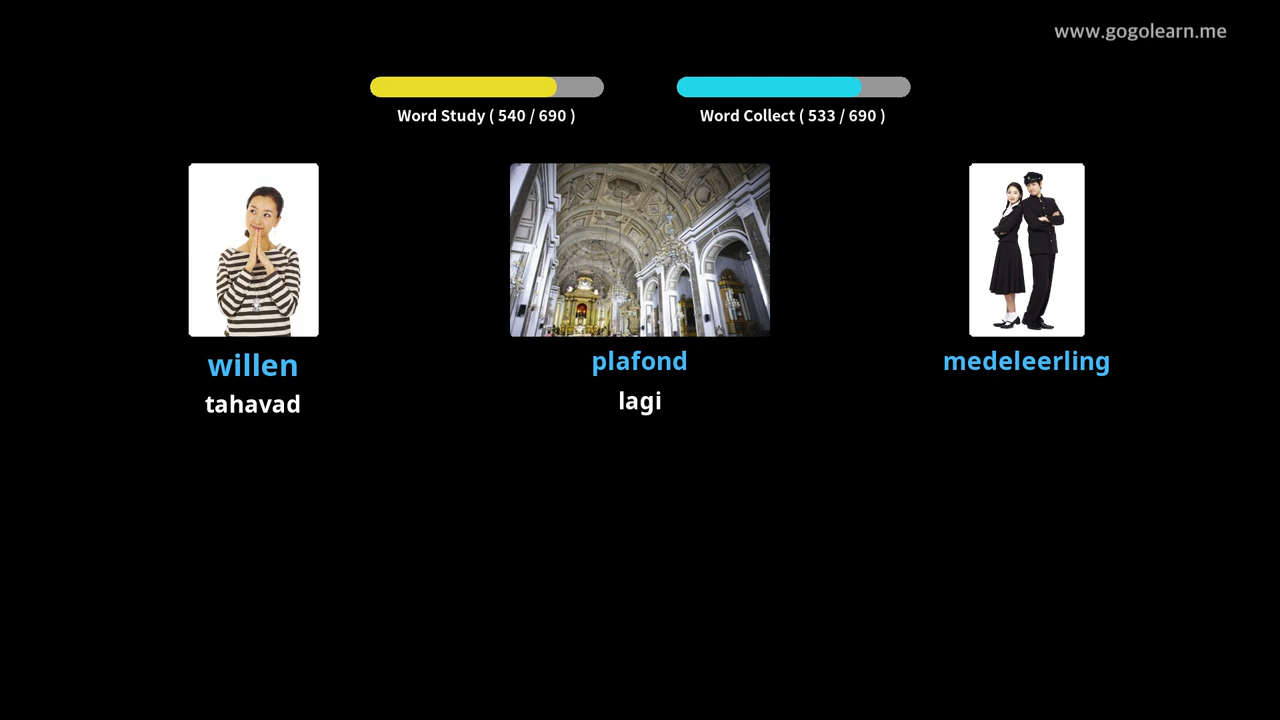 www.gogolearn.me
Word Study ( 540 / 690 )
Word Collect ( 533 / 690 )
willen
tahavad
plafond
lagi
medeleerling